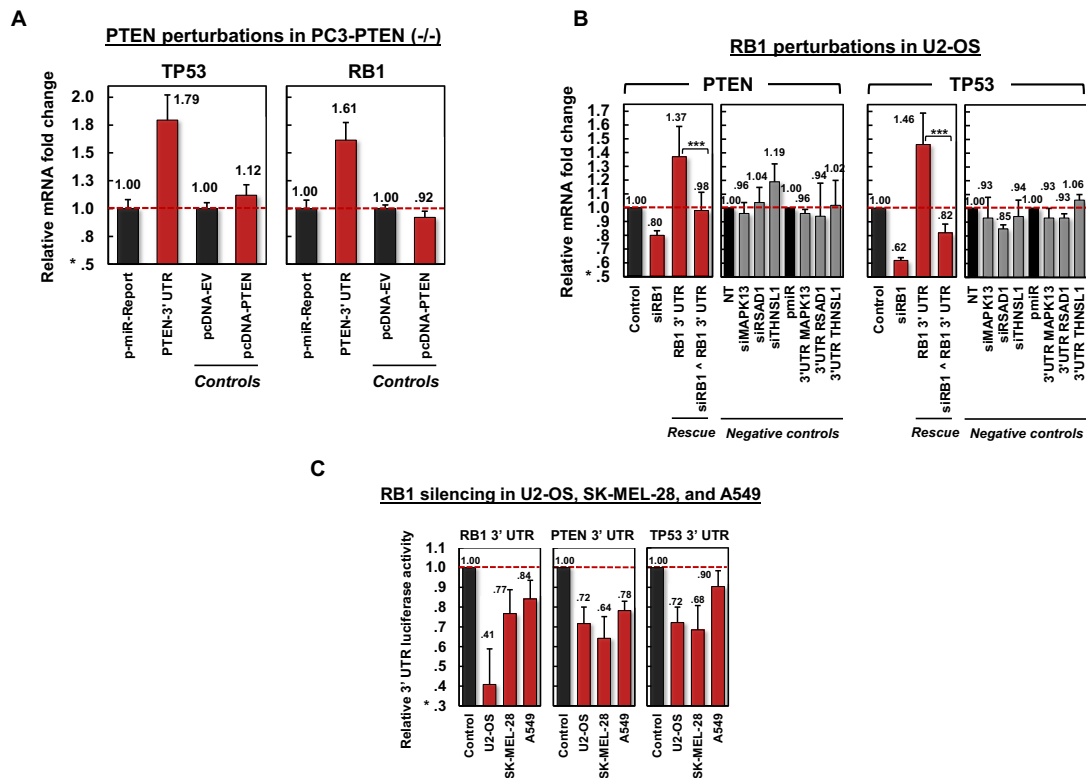 A
PTEN perturbations in PC3-PTEN (-/-)
TP53
RB1
Relative mRNA fold change
2.0
1.8
1.5
1.3
1.0
.8
* .5
1.00
1.79
1.00
1.12
1.00
1.61
1.00
.92
p-miR-Report
PTEN-3' UTR
pcDNA-EV
pcDNA-PTEN
p-miR-Report
PTEN-3' UTR
pcDNA-EV
pcDNA-PTEN
Controls
Controls
B
RB1 perturbations in U2-OS
PTEN
TP53
Relative mRNA fold change
1.7
1.6
1.5
1.4
1.3
1.2
1.1
1.0
.9
.8
.7
.6
* .5
1.00
.80
1.37
***
.98
1.00
.96
1.04
1.19
1.00
.96
.94
1.02
1.00
.62
1.46
***
.82
1.00
.93
.85
.94
1.00
.93
.93
1.06
Control
siRB1
RB1 3' UTR
siRB1 ^ RB1 3' UTR
NT
siMAPK13
siRSAD1
siTHNSL1
pmiR
3'UTR MAPK13
3'UTR RSAD1
3'UTR THNSL1
Control
siRB1
RB1 3' UTR
siRB1 ^ RB1 3' UTR
NT
siMAPK13
siRSAD1
siTHNSL1
pmiR
3'UTR MAPK13
3'UTR RSAD1
3'UTR THNSL1
Rescue
Negative controls
Rescue
Negative controls
C
RB1 silencing in U2-OS, SK-MEL-28, and A549
RB1 3' UTR
PTEN 3' UTR
TP53 3' UTR
Relative 3' UTR luciferase activity
1.1
1.0
.9
.8
.7
.6
.5
.4
* .3
1.00
.41
.77
.84
1.00
.72
.64
.78
1.00
.72
.68
.90
Control
U2-OS
SK-MEL-28
A549
Control
U2-OS
SK-MEL-28
A549
Control
U2-OS
SK-MEL-28
A549